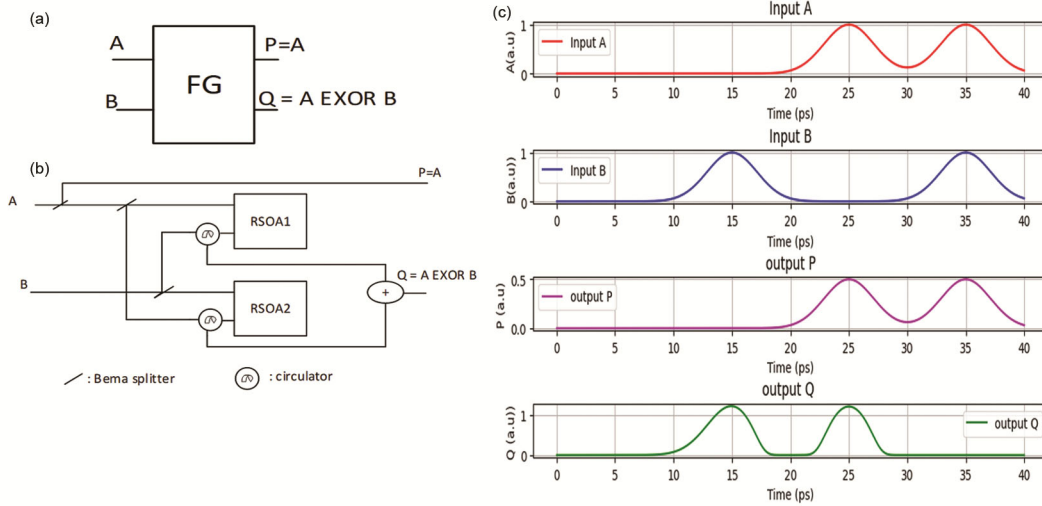 (a)
A
B
FG
P=A
Q = A EXOR B
(b)
A
P=A
RSOA1
B
RSOA2
Q = A EXOR B
+
: Bema splitter
: circulator
(c)
Input A
A(a.u)
1
0
Input A
0 5 10 15 20 25 30 35 40
Time (ps)
Input B
B(a.u))
1
0
Input B
0 5 10 15 20 25 30 35 40
Time (ps)
output P
P (a.u)
0.5
0.0
output P
0 5 10 15 20 25 30 35 40
Time (ps)
output Q
Q (a.u))
1
0
output Q
0 5 10 15 20 25 30 35 40
Time (ps)